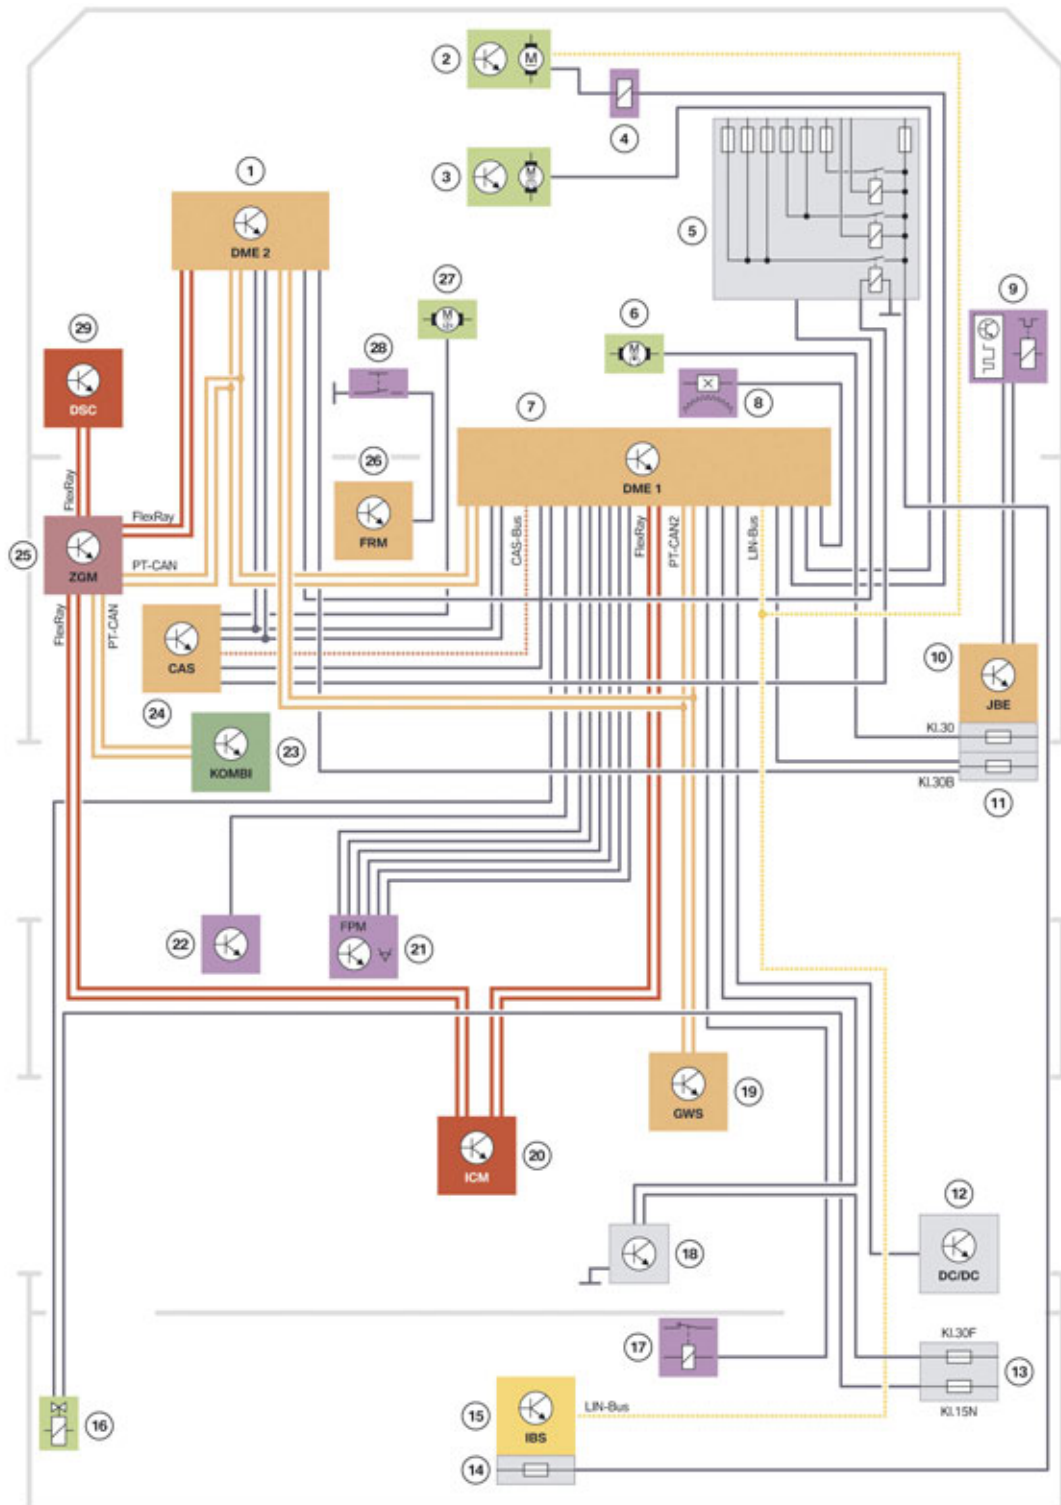 2
4
3
1
DME 2
5
27
9
6
29
28
DSC
8
7
26
DME 1
FlexRay
FlexRay
FRM
CAS-Bus
FlexRay
PT-CAN2
LIN-Bus
25
ZGM
PT-CAN
FlexRay
PT-CAN
CAS
10
JBE
24
Kl.30
KOMBI
23
Kl.30B
11
FPM
22
21
GWS
19
ICM
20
12
18
DC/DC
Kl.30F
17
13
Kl.15N
15
LIN-Bus
16
IBS
14